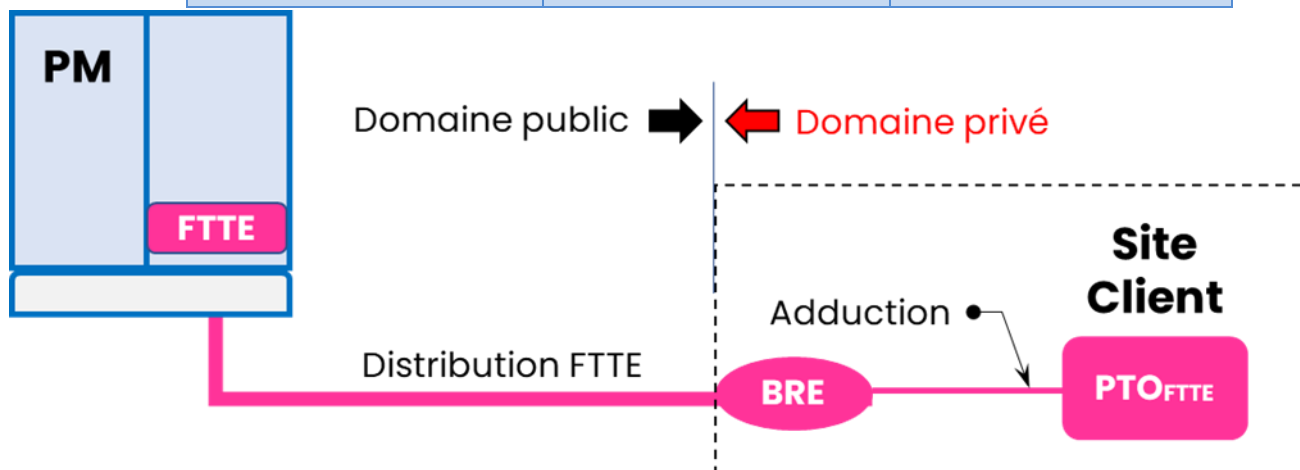 PM
Domaine public
Domaine privé
FTTE
Site
Client
Adduction
Distribution FTTE
BRE
PTOFTTE